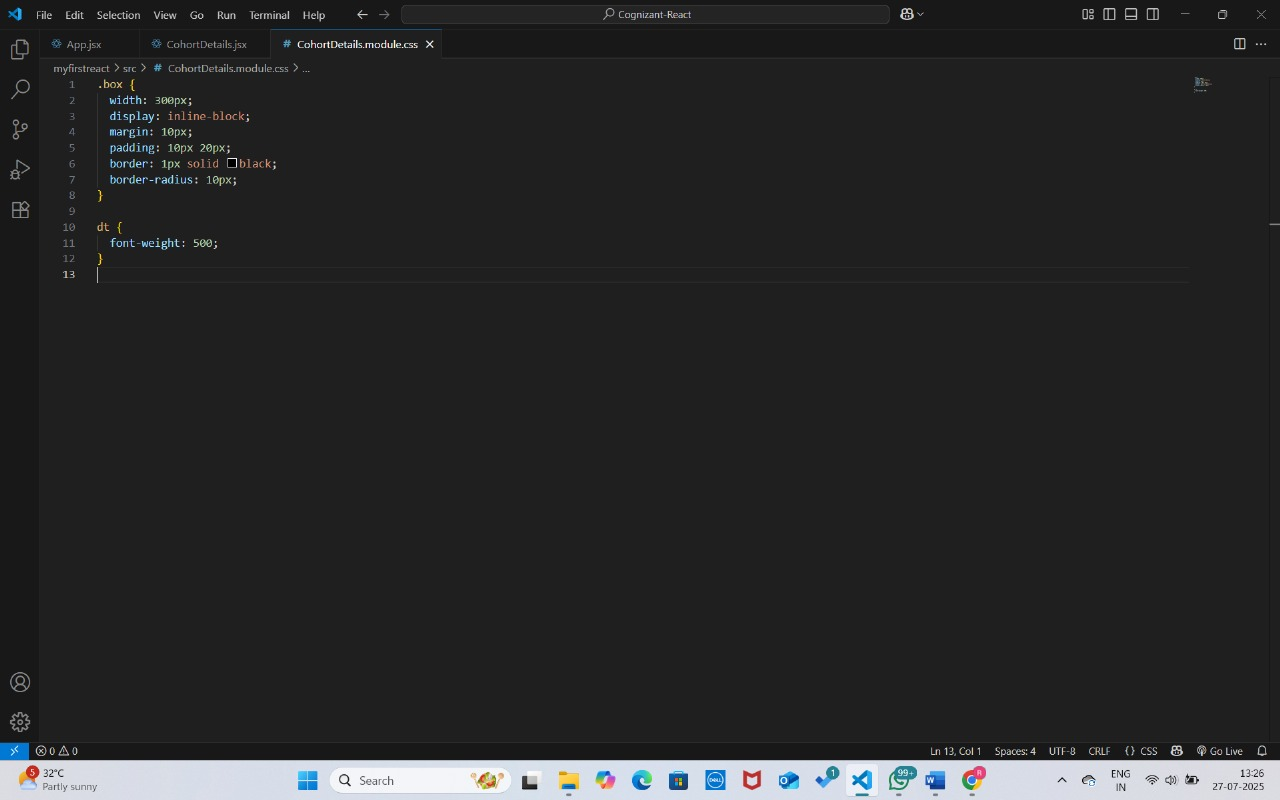 File Edit Selection View Go Run Terminal Help Cognizant-React
App.jsx CohortDetails.jsx # CohortDetails.module.css
myfirstreact > src > # CohortDetails.module.css > ...
1 .box {
2 width: 300px;
3 display: inline-block;
4 margin: 10px;
5 padding: 10px 20px;
6 border: 1px solid black;
7 border-radius: 10px;
8 }
9
10 dt {
11 font-weight: 500;
12 }
13
0 0 Ln 13, Col 1 Spaces: 4 UTF-8 CRLF {} CSS Go Live
5 32°C
Partly sunny
Search
DELL
1
99+
R
ENG
IN
13:26
27-07-2025